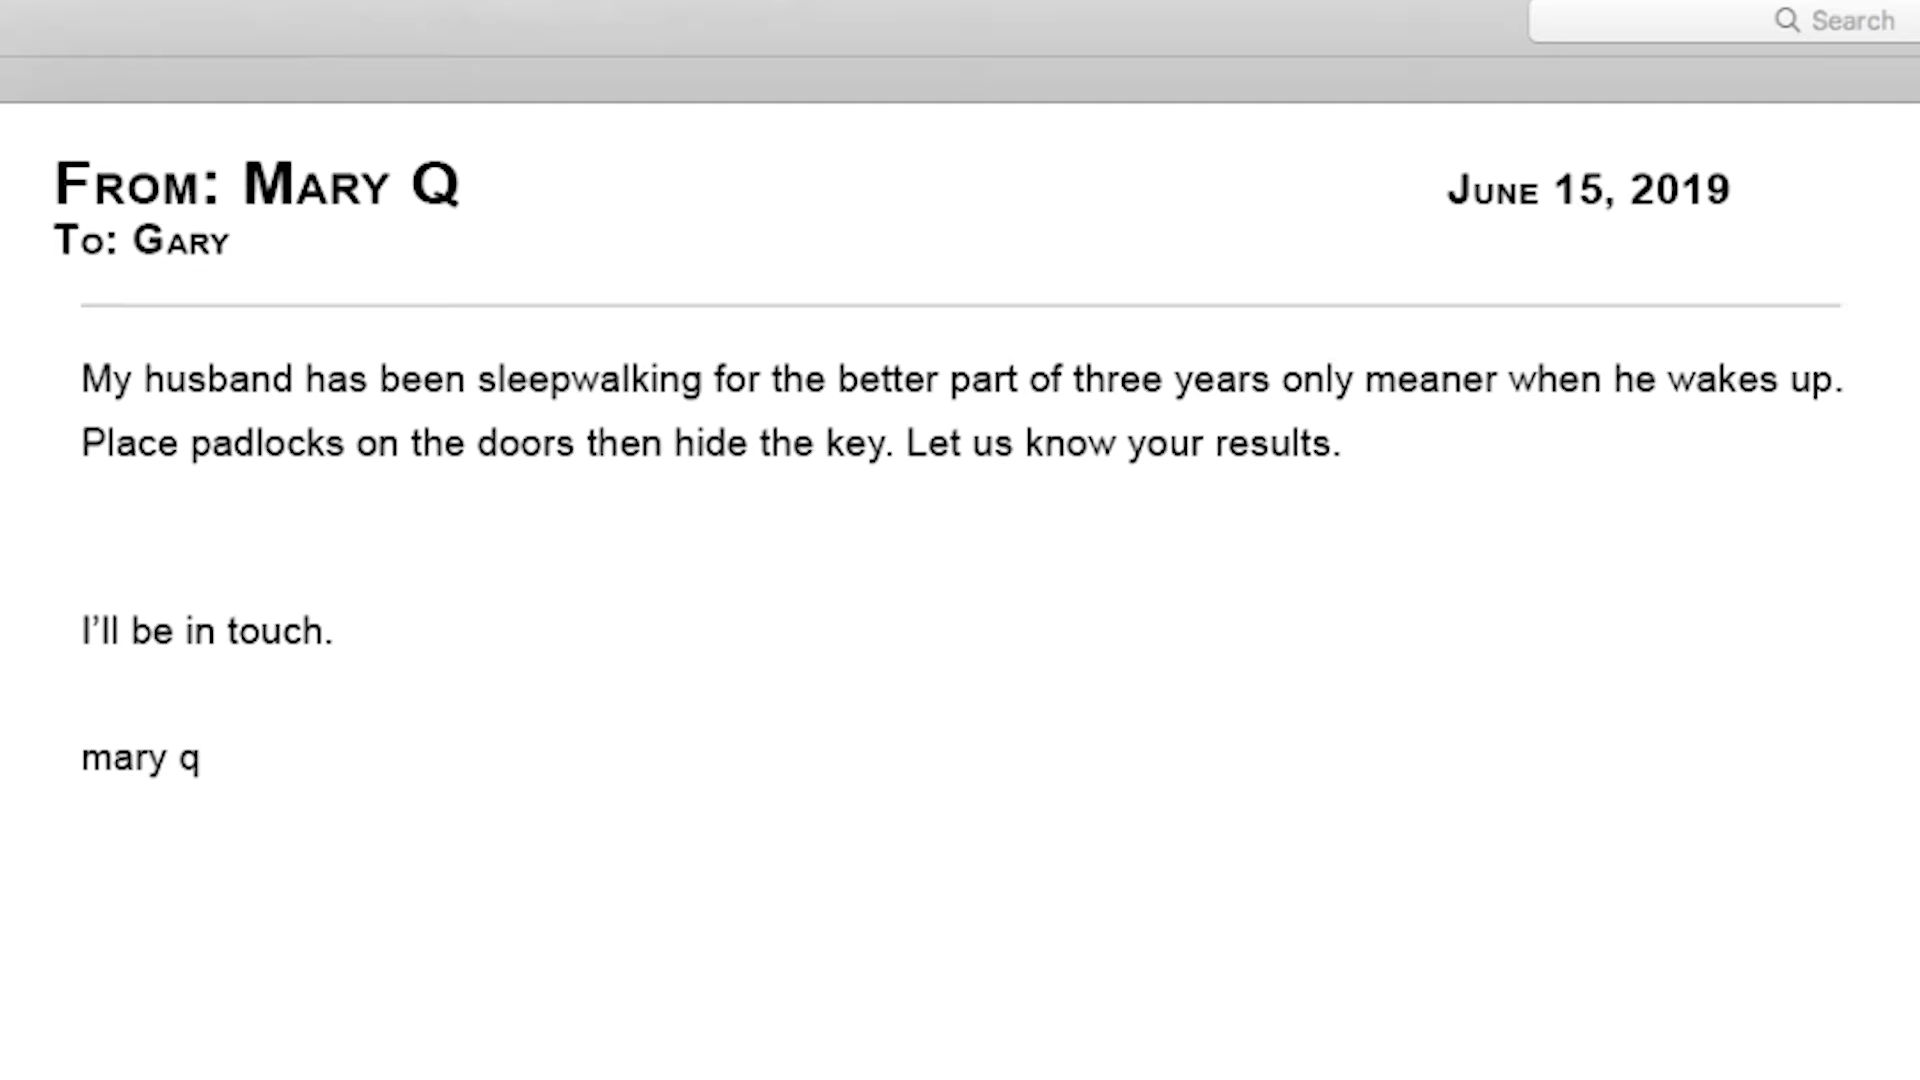 Search
From: Mary Q
June 15, 2019
To: Gary
My husband has been sleepwalking for the better part of three years only meaner when he wakes up.
Place padlocks on the doors then hide the key. Let us know your results.
I’ll be in touch.
mary q